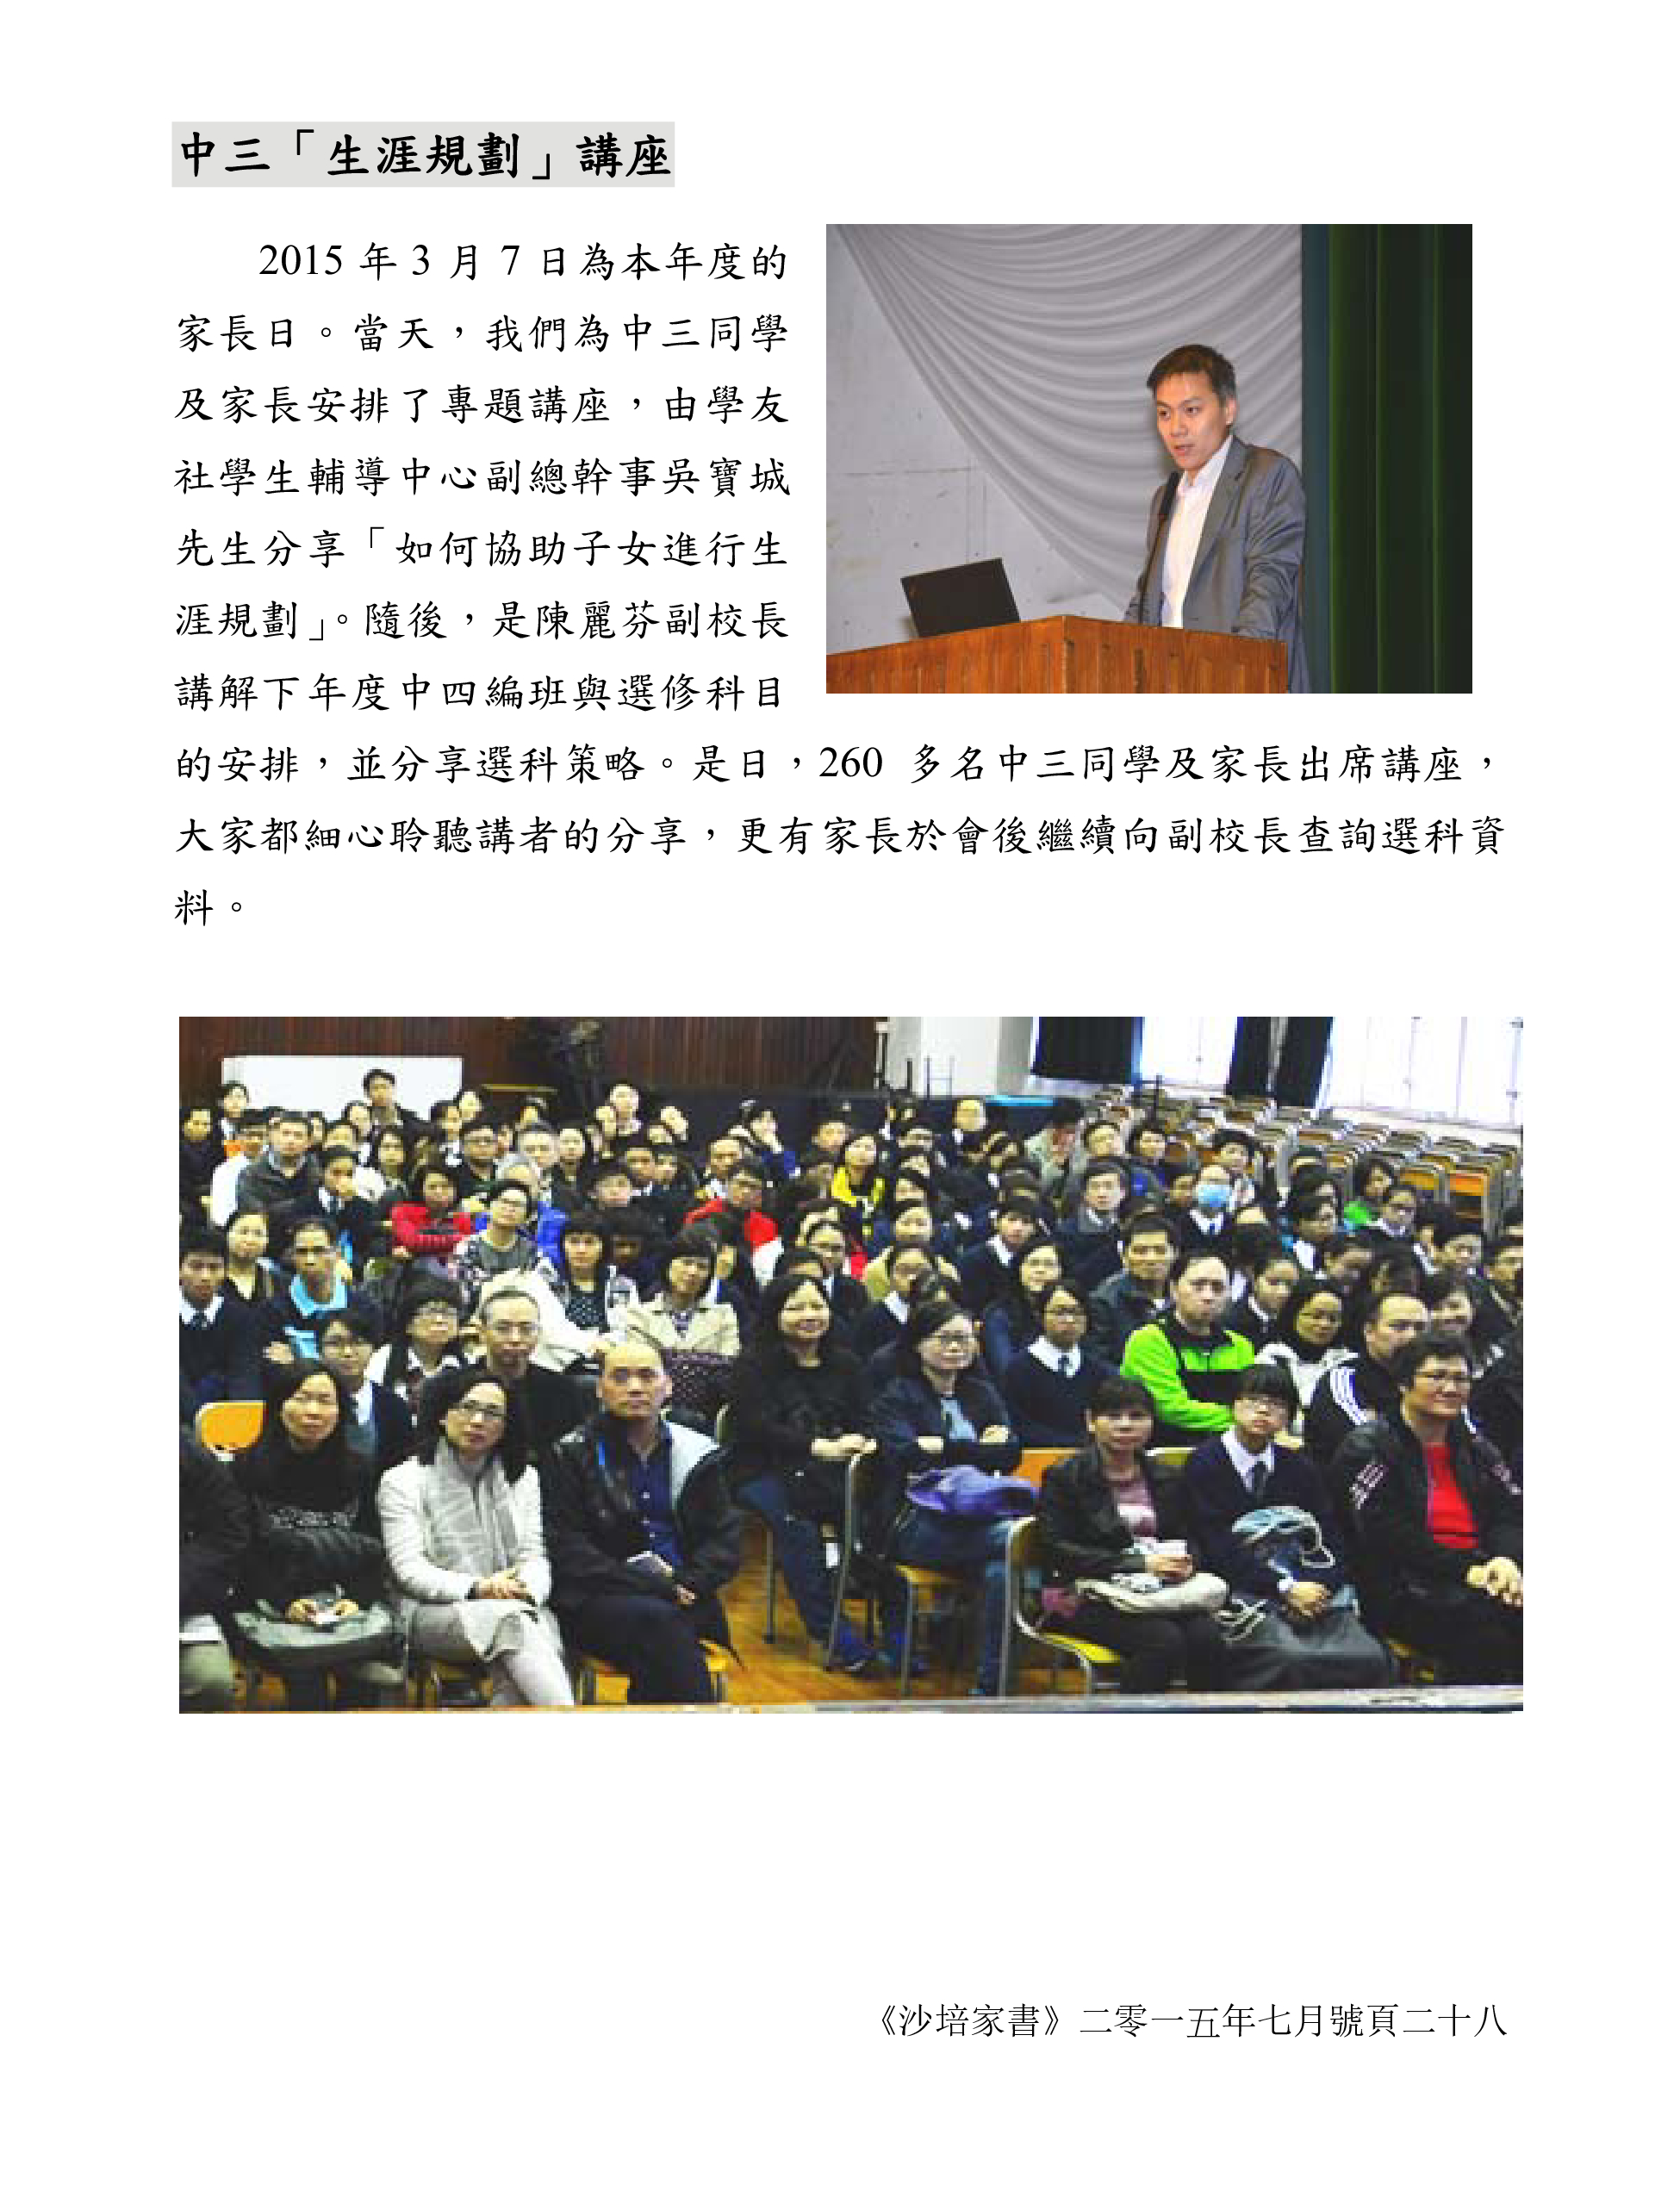 中三「生涯規劃」講座
2015 年 3 月 7 日為本年度的
家長日。當天，我們為中三同學
及家長安排了專題講座，由學友
社學生輔導中心副總幹事吳寶城
先生分享「如何協助子女進行生
涯規劃」。隨後，是陳麗芬副校長
講解下年度中四編班與選修科目
的安排，並分享選科策略。是日，260 多名中三同學及家長出席講座，
大家都細心聆聽講者的分享，更有家長於會後繼續向副校長查詢選科資
料。
《沙培家書》二零一五年七月號頁二十八